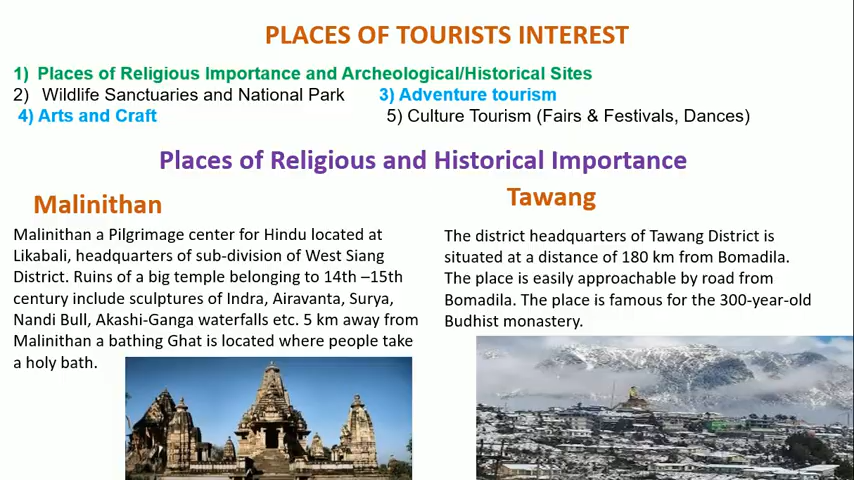 PLACES OF TOURISTS INTEREST
1) Places of Religious Importance and Archeological/Historical Sites
2) Wildlife Sanctuaries and National Park 3) Adventure tourism
4) Arts and Craft 5) Culture Tourism (Fairs & Festivals, Dances)
Places of Religious and Historical Importance
Malinithan
Malinithan a Pilgrimage center for Hindu located at
Likabali, headquarters of sub-division of West Siang
District. Ruins of a big temple belonging to 14th –15th
century include sculptures of Indra, Airavanta, Surya,
Nandi Bull, Akashi-Ganga waterfalls etc. 5 km away from
Malinithan a bathing Ghat is located where people take
a holy bath.
Tawang
The district headquarters of Tawang District is
situated at a distance of 180 km from Bomadila.
The place is easily approachable by road from
Bomadila. The place is famous for the 300-year-old
Budhist monastery.